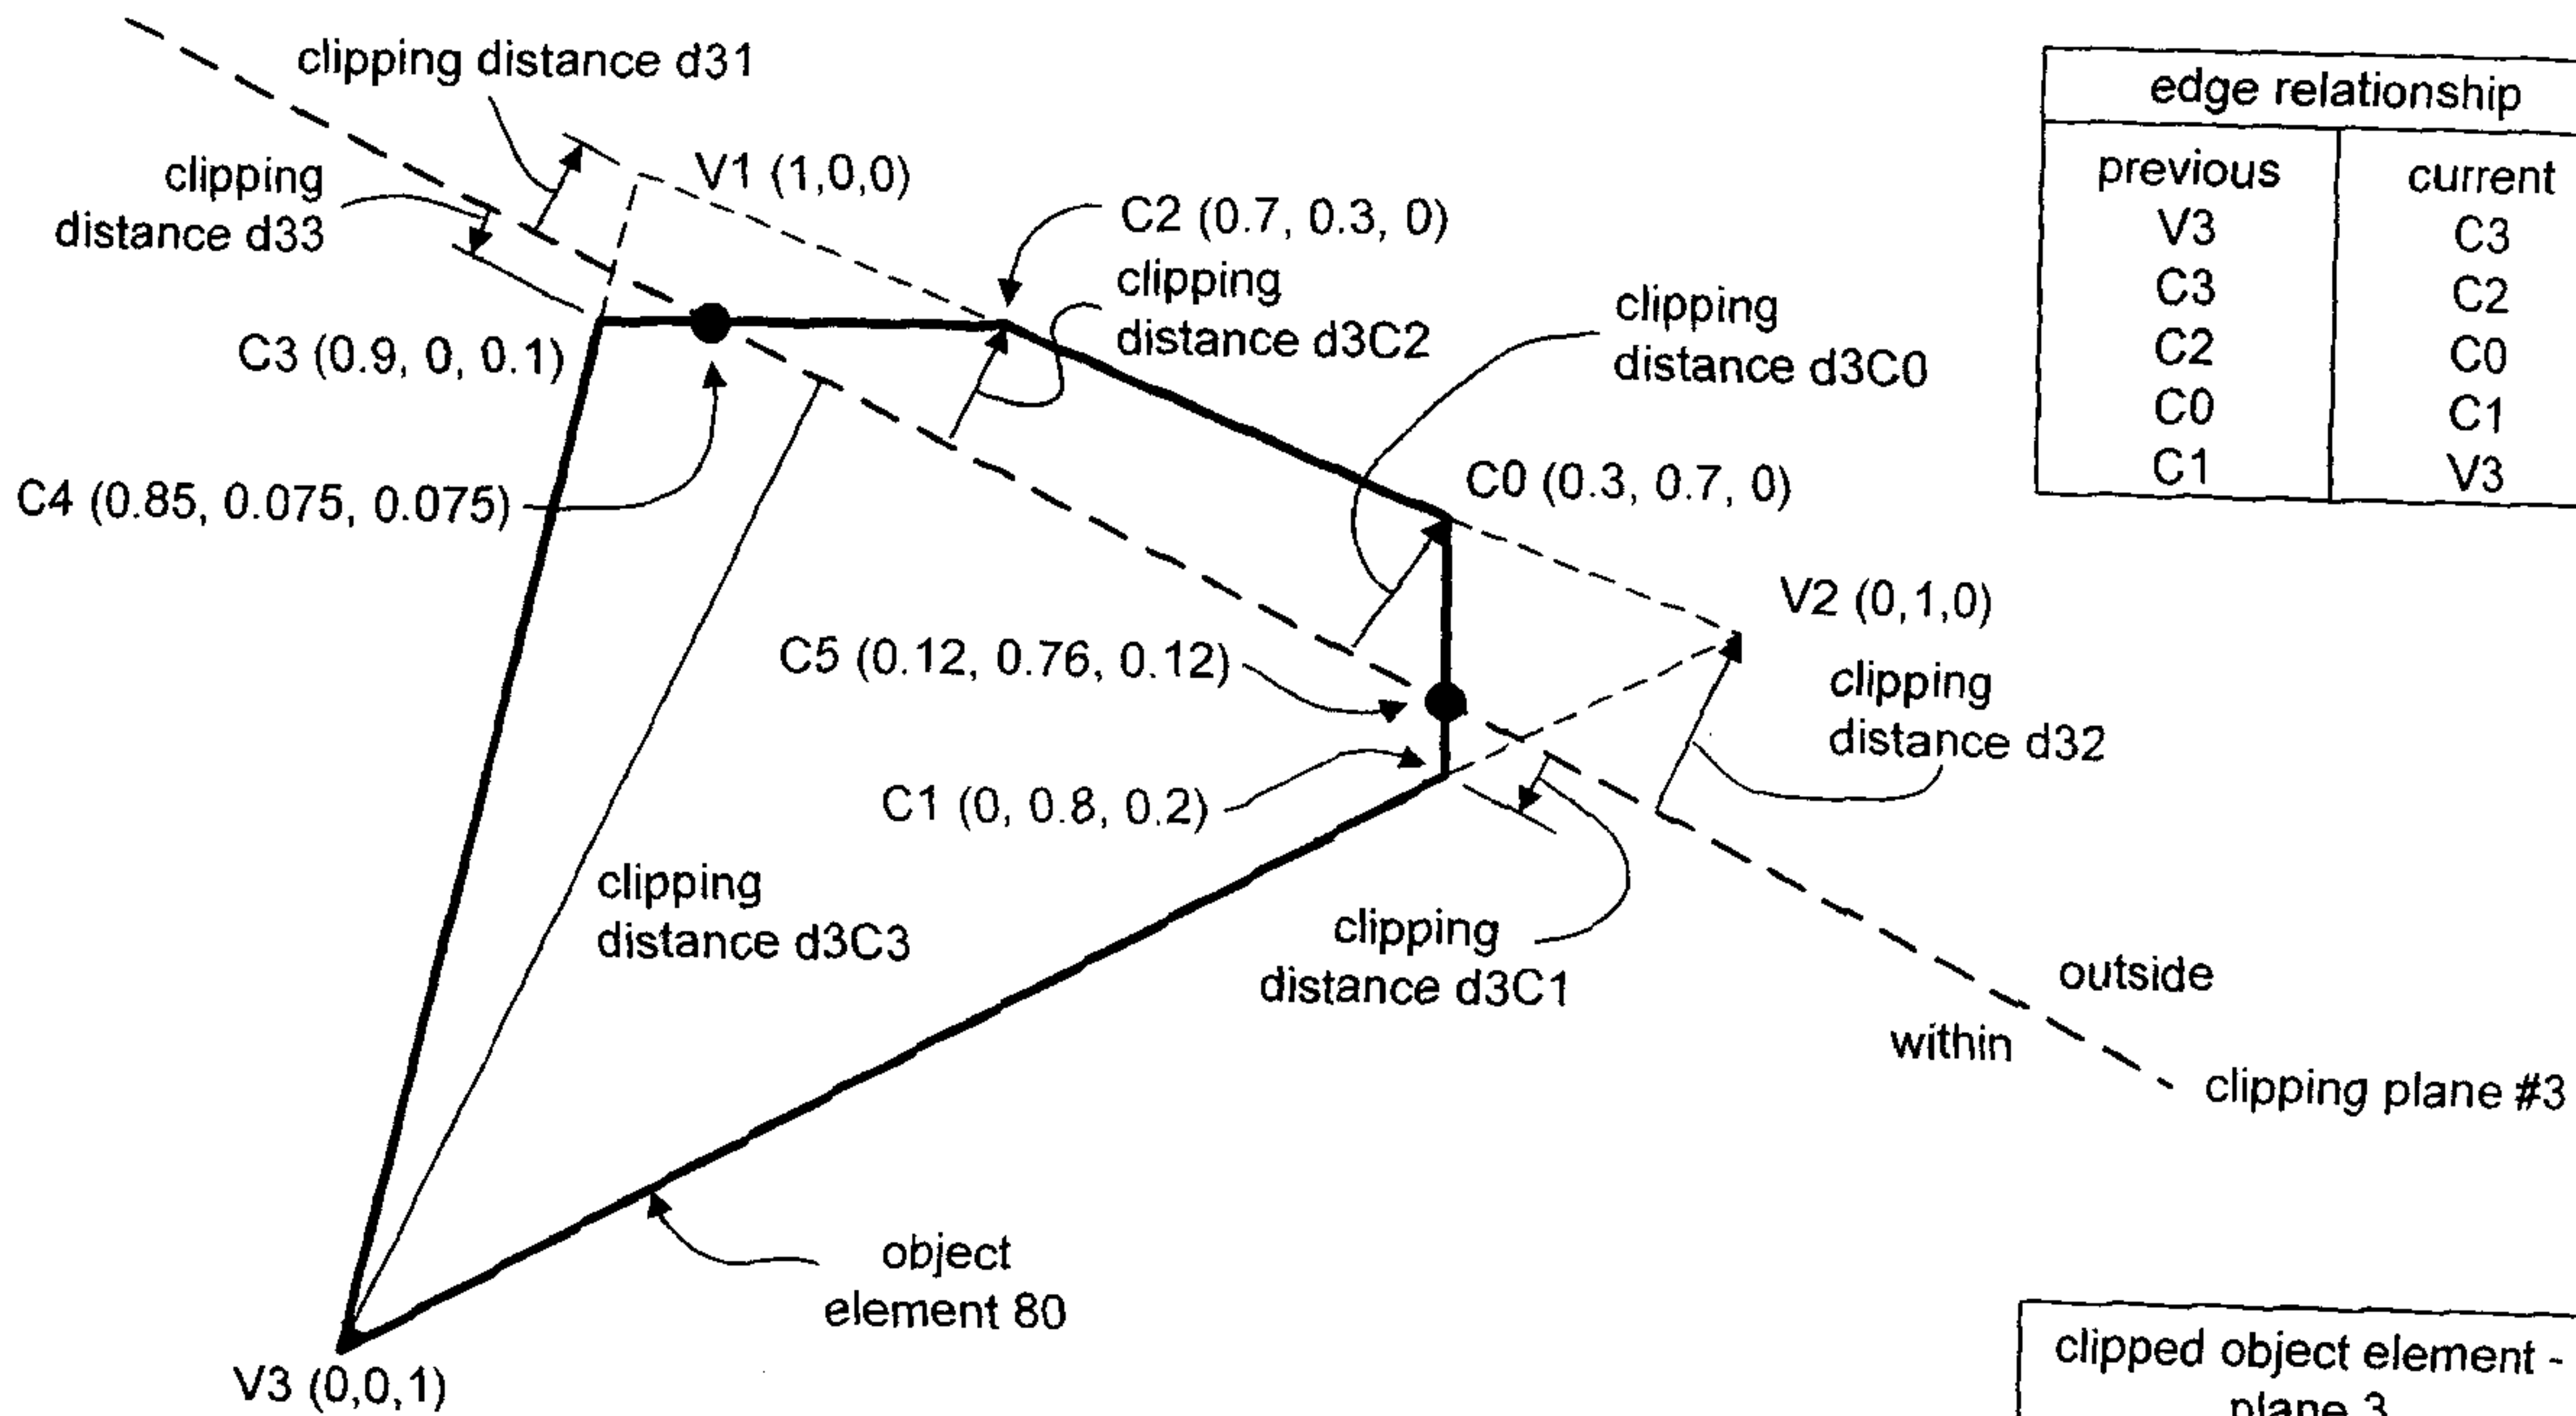 clipping distance d31
clipping
distance d33
V1 (1,0,0)
C2 (0.7, 0.3, 0)
clipping
distance d3C2
clipping
distance d3C0
C3 (0.9, 0, 0.1)
C4 (0.85, 0.075, 0.075)
C0 (0.3, 0.7, 0)
V2 (0,1,0)
C5 (0.12, 0.76, 0.12)
clipping
distance d32
C1 (0, 0.8, 0.2)
clipping
distance d3C3
clipping
distance d3C1
outside
within
clipping plane #3
object
element 80
V3 (0,0,1)
edge relationship
previous current
V3 C3
C3 C2
C2 C0
C0 C1
C1 V3
clipped object element -
plane 3